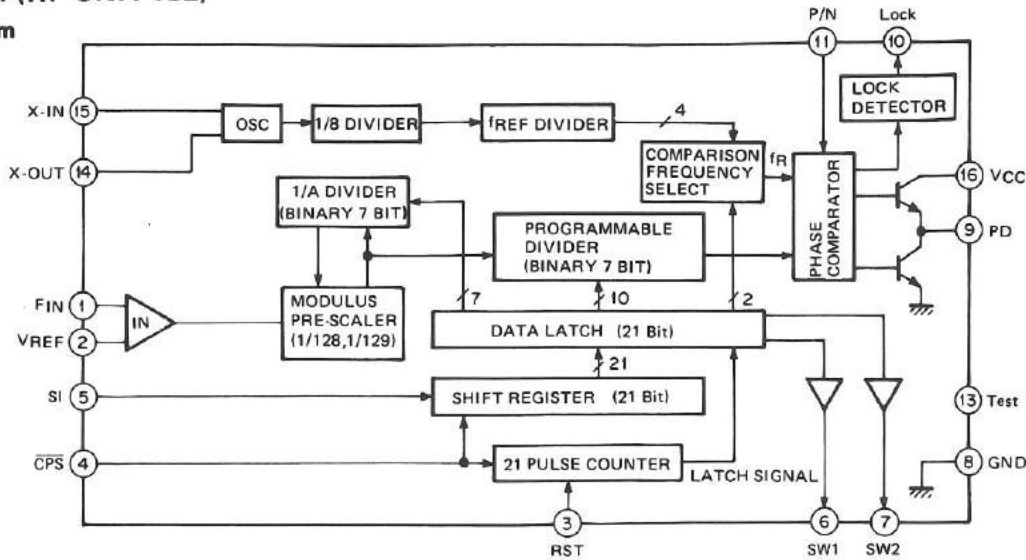 m
P/N
Lock
11
10
X-IN 15
OSC
1/8 DIVIDER
fREF DIVIDER
4
LOCK
DETECTOR
X-OUT 14
COMPARISON
FREQUENCY
SELECT
fR
PHASE COMPARATOR
16 VCC
9 PD
1/A DIVIDER
(BINARY 7 BIT)
PROGRAMMABLE
DIVIDER
(BINARY 7 BIT)
7
10
2
FIN 1
VREF 2
IN
MODULUS
PRE-SCALER
(1/128,1/129)
DATA LATCH (21 Bit)
21
SI 5
SHIFT REGISTER (21 Bit)
13 Test
CPS 4
21 PULSE COUNTER
LATCH SIGNAL
8 GND
3
6
7
RST
SW1
SW2